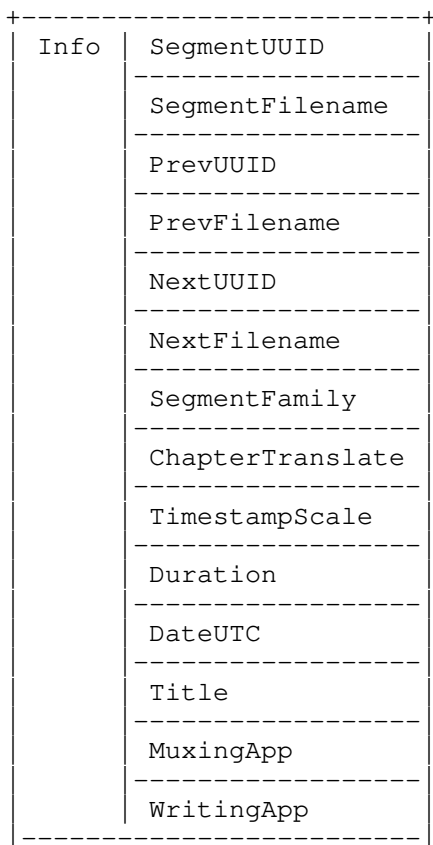 Info SegmentUUID
SegmentFilename
PrevUUID
PrevFilename
NextUUID
NextFilename
SegmentFamily
ChapterTranslate
TimestampScale
Duration
DateUTC
Title
MuxingApp
WritingApp